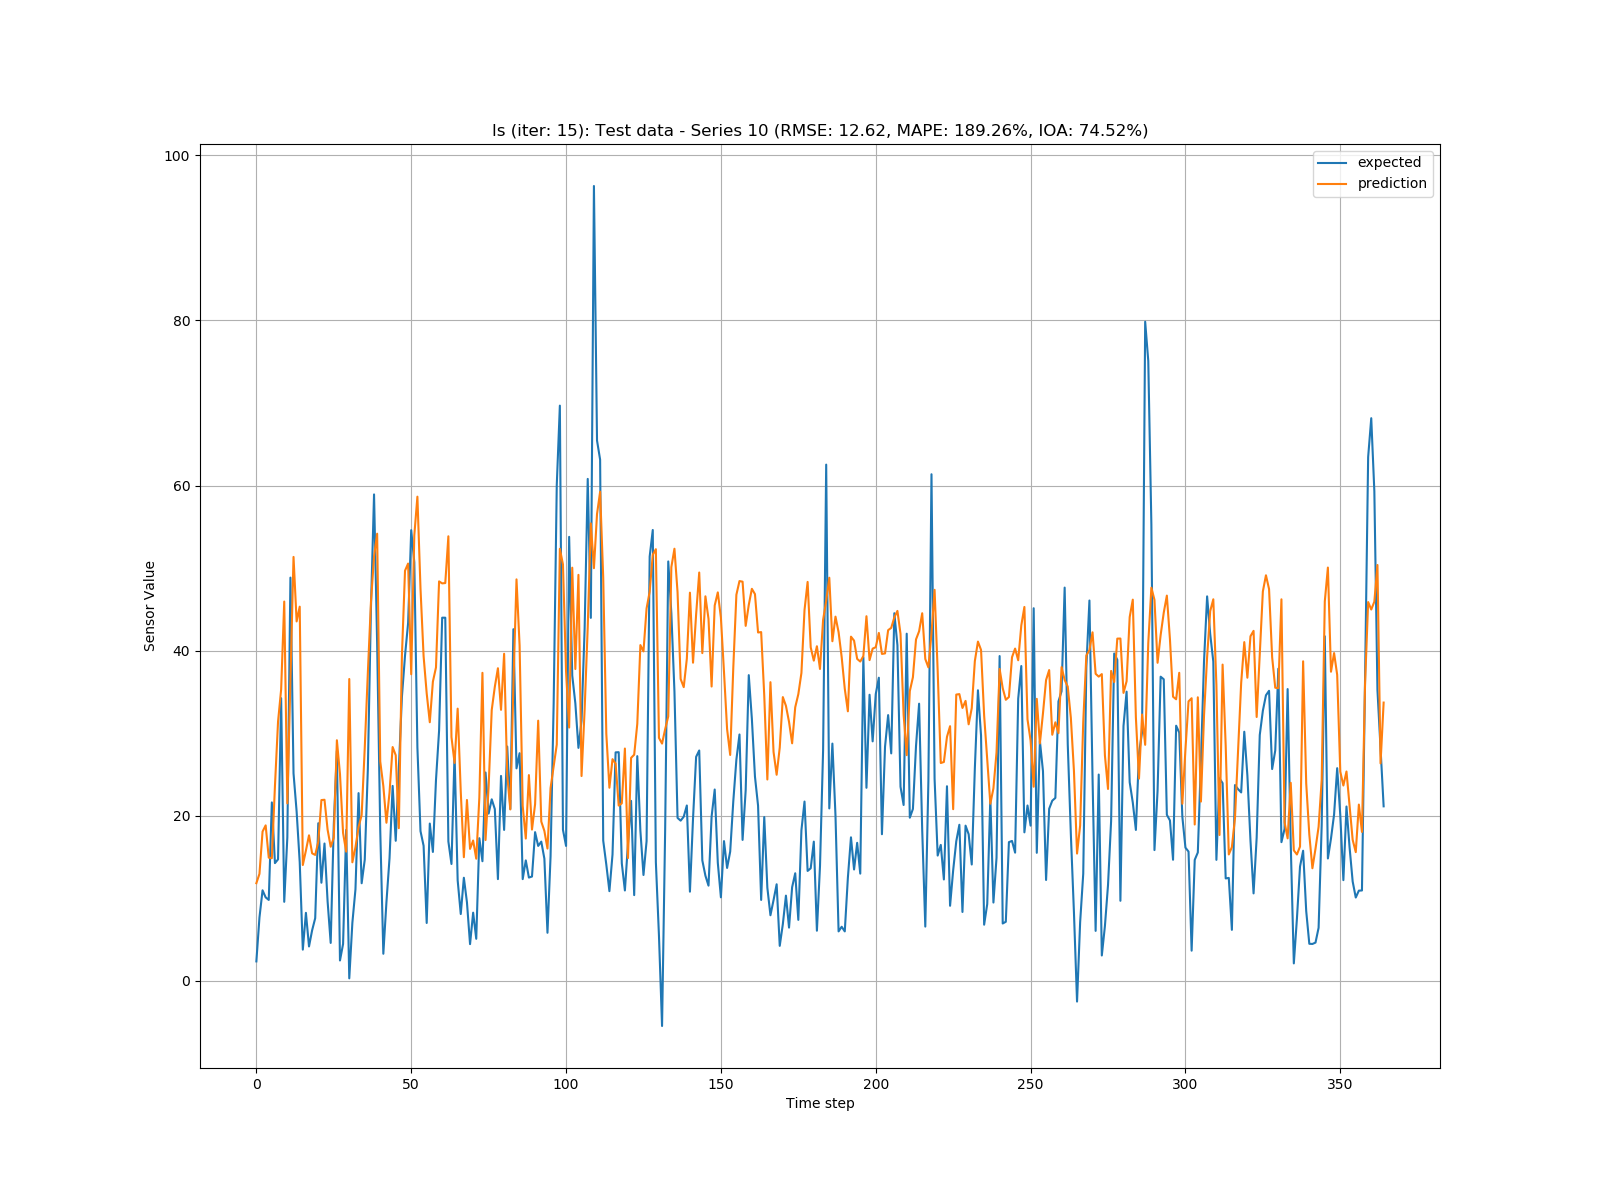 ls (iter: 15): Test data - Series 10 (RMSE: 12.62, MAPE: 189.26%, IOA: 74.52%)
expected
prediction
100
80
60
40
20
0
Sensor Value
0 50 100 150 200 250 300 350
Time step